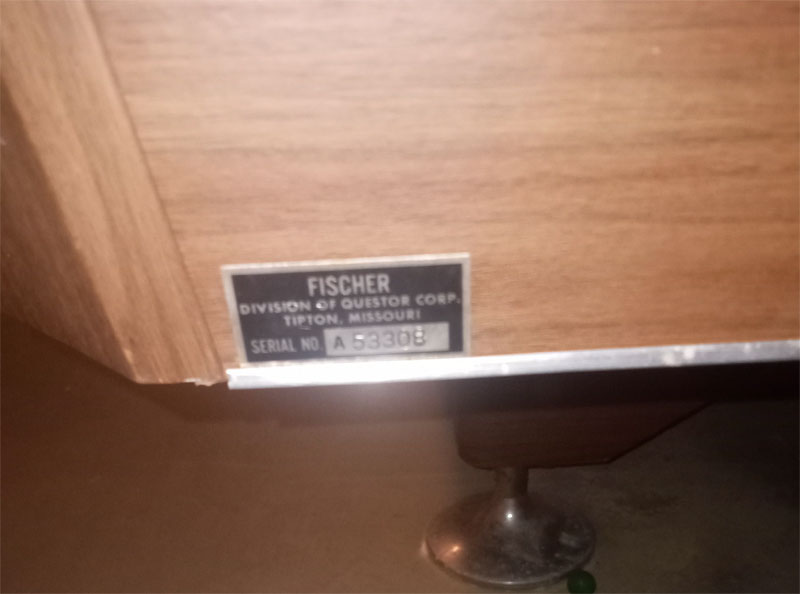 FISCHER
DIVISION OF QUESTOR CORP.
TIPTON, MISSOURI
SERIAL NO. A 53308